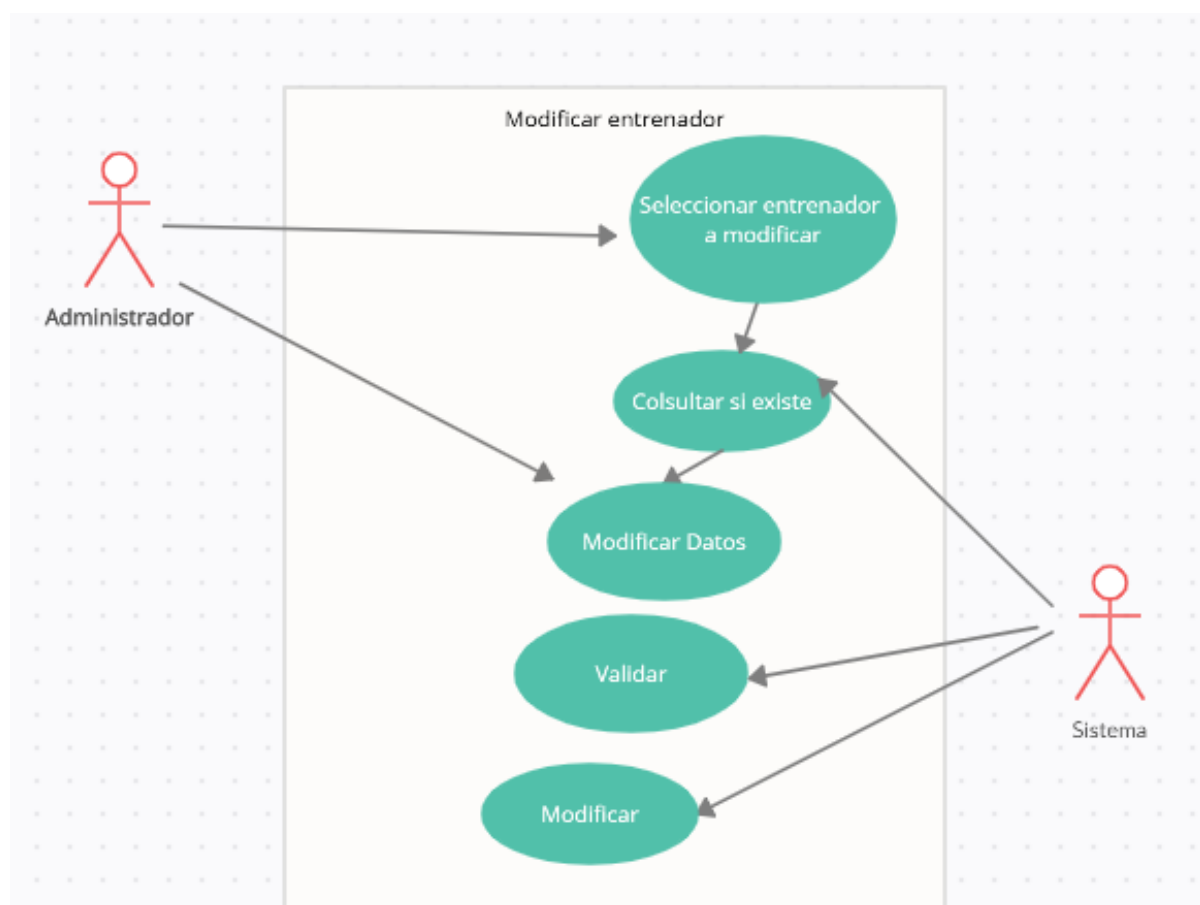 Modificar entrenador
Seleccionar entrenador
a modificar
Administrador
Colsultar si existe
Modificar Datos
Validar
Sistema
Modificar